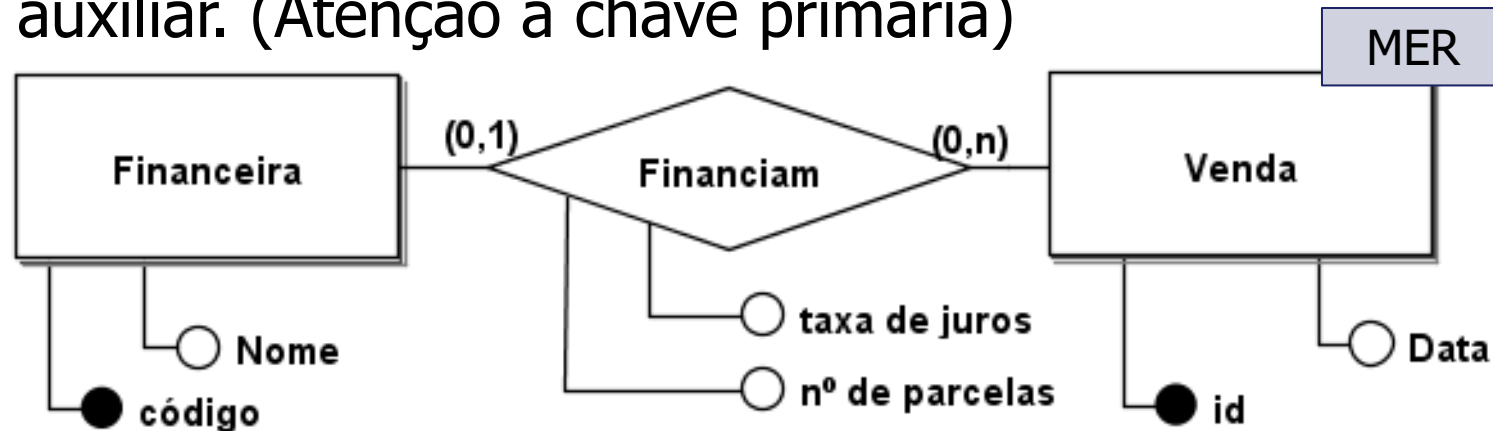 auxiliar. (Atenção a chave primária)
MER
(0,1)
(0,n)
Financeira
Financiam
Venda
taxa de juros
Nome
Data
nº de parcelas
código
id